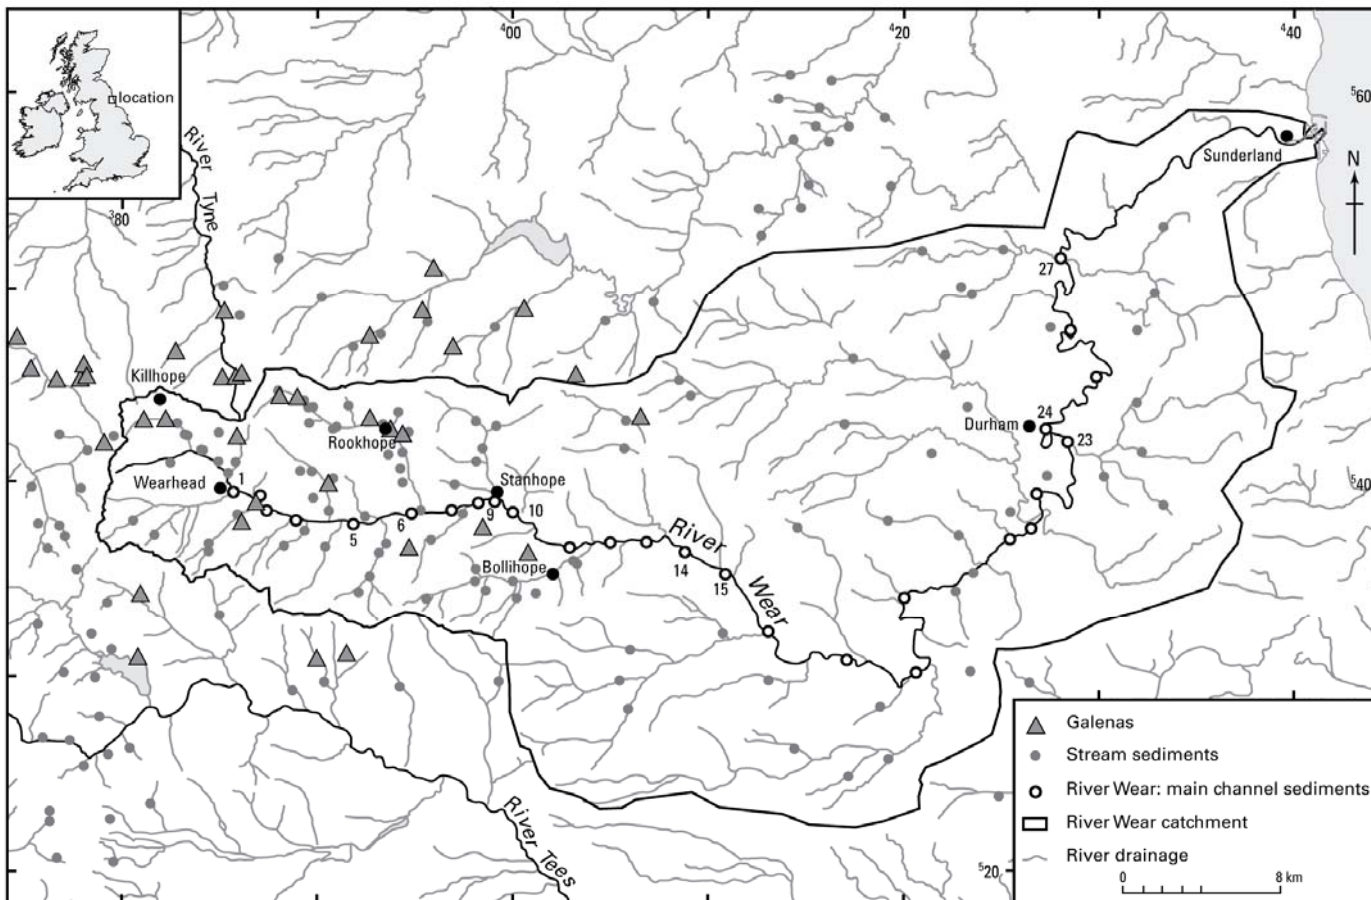 ⁴00
⁴20
⁴40
location
⁵60
River
Tyne
N
Sunderland
³80
27
Killhope
Rookhope
Durham
24
23
Wearhead
1
Stanhope
⁵40
5
6
9
10
River
Wear
Bollihope
14
15
River
Tees
Galenas
Stream sediments
River Wear: main channel sediments
River Wear catchment
River drainage
⁵20
0
8 km